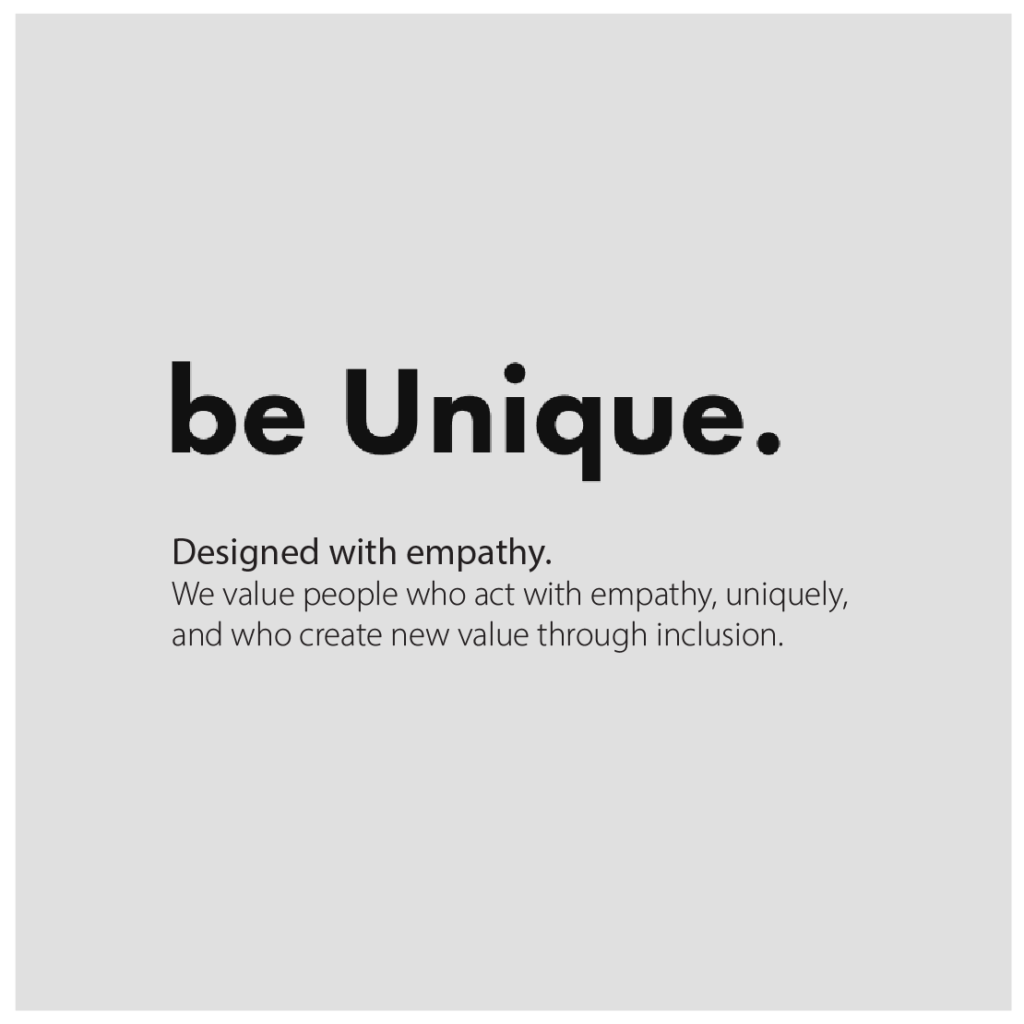 be Unique.
Designed with empathy.
We value people who act with empathy, uniquely,
and who create new value through inclusion.